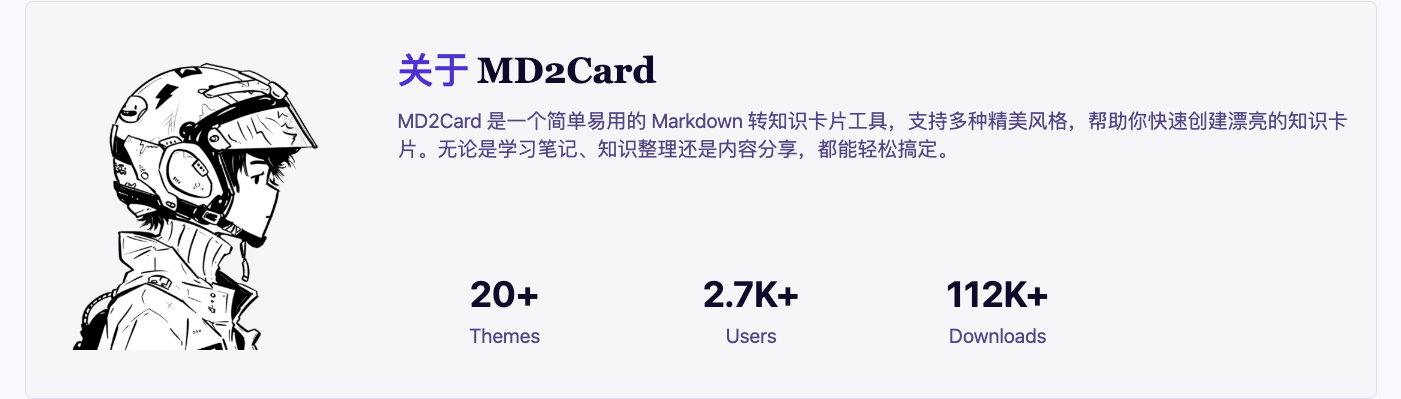 关于 MD2Card
MD2Card 是一个简单易用的 Markdown 转知识卡片工具，支持多种精美风格，帮助你快速创建漂亮的知识卡
片。无论是学习笔记、知识整理还是内容分享，都能轻松搞定。
20+ 2.7K+ 112K+
Themes Users Downloads